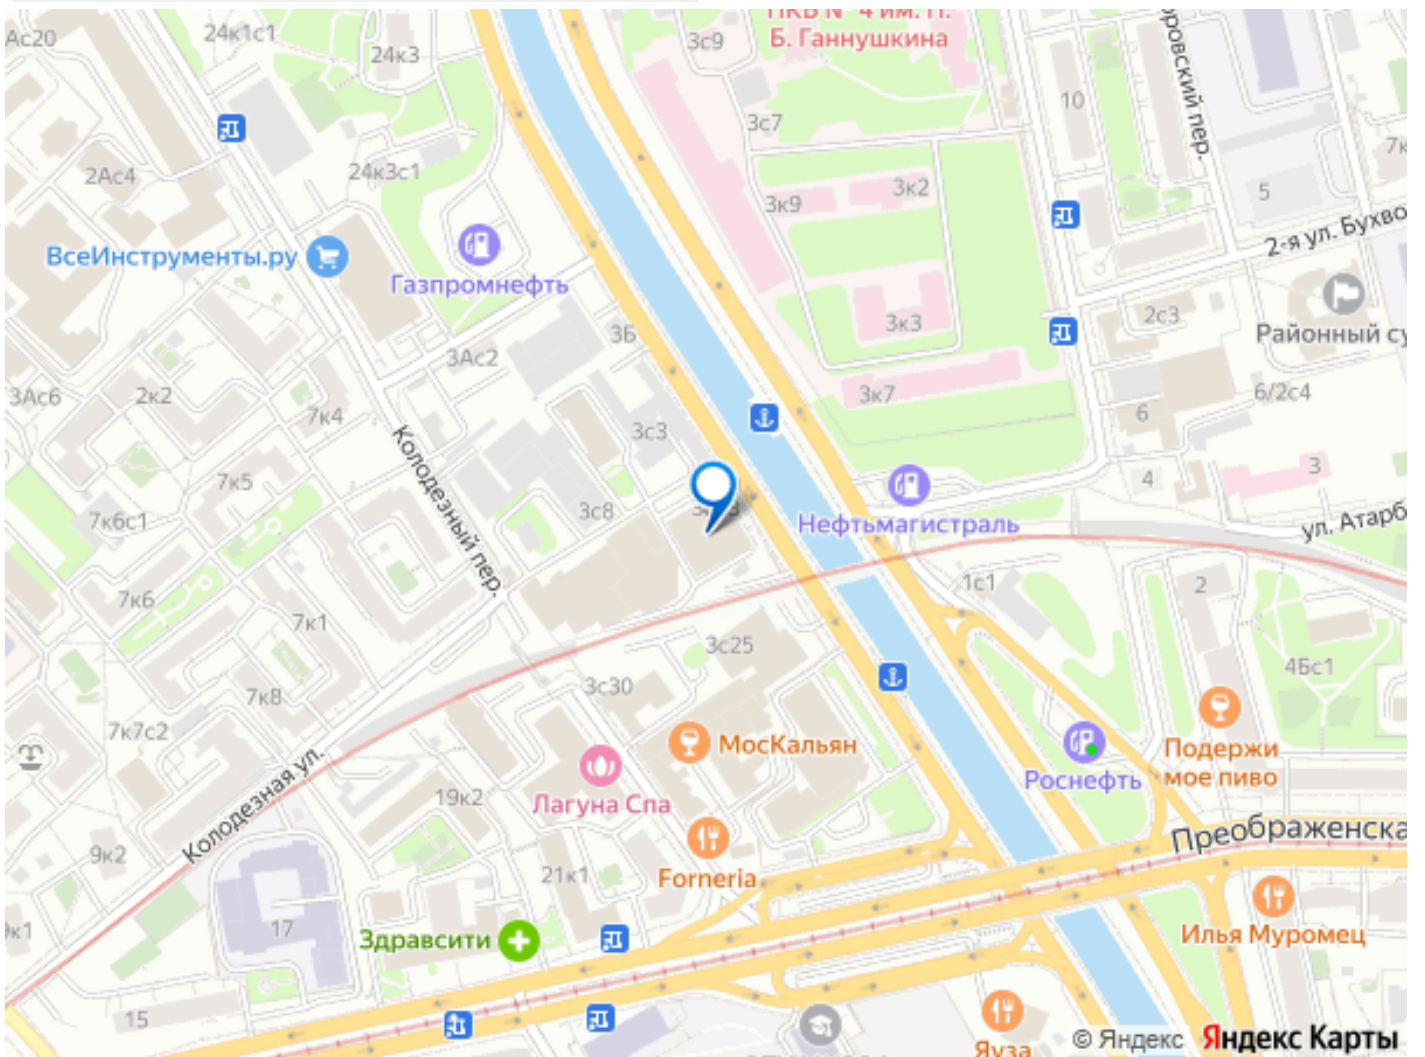 Ас20
24к1с1
24к3
3с9
ПКБ № 4 им. П.
Б. Ганнушкина
10
3с7
24к3с1
2Ас4
3к2
3к9
5
7к
2-я ул. Бухво
ВсеИнструменты.ру
Газпромнефть
3Б
3к3
2с3
Районный су
3Ас2
3Ас6
2к2
7к4
3к7
6/2с4
6
3с3
Колодезный пер.
3
4
7к5
7к6с1
3с8
Нефтьмагистраль
ул. Атарб
1с1
2
7к6
7к1
3с25
4Бс1
3с30
7к8
7к7с2
МосКальян
Подержи
мое пиво
Роснефть
Лагуна Спа
19к2
Колодезная ул.
Преображенска
9к2
21к1
Forneria
17
Здравсити
Илья Муромец
к1
15
Яуза
© Яндекс Яндекс Карты